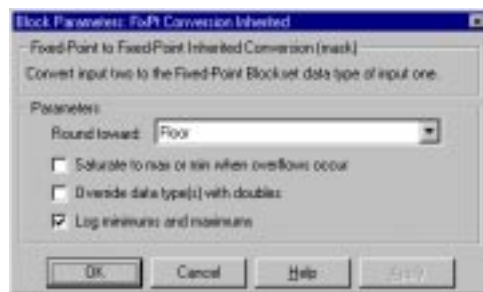 Block Parameters: FixPt Conversion Inherited
Fixed-Point to Fixed-Point Inherited Conversion (mask)
Convert input two to the Fixed-Point Blockset data type of input one.
Parameters
Round toward: Floor
Saturate to max or min when overflows occur
Override data type(s) with doubles
Log minimums and maximums
OK Cancel Help Apply